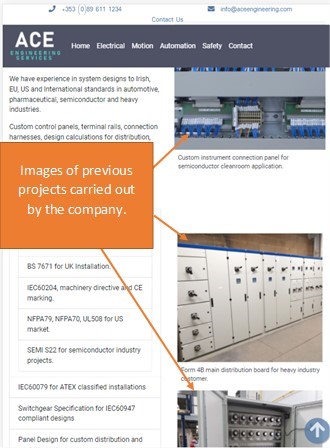 +353 (0)89 611 1234
info@aceengineering.com
Contact Us
ACE
ENGINEERING
SERVICES
Home Electrical Motion Automation Safety Contact
We have experience in system designs to Irish,
EU, US and International standards in automotive,
pharmaceutical, semiconductor and heavy
industries.
Custom control panels, terminal rails, connection
harnesses, design calculations for distribution,
Images of previous
projects carried out
by the company.
BS 7671 for UK Installation.
IEC60204, machinery directive and CE
marking.
NFPA79, NFPA70, UL508 for US
market.
SEMI S22 for semiconductor industry
projects.
IEC60079 for ATEX classified installations
Switchgear Specification for IEC60947
compliant designs
Panel Design for custom distribution and
Custom instrument connection panel for
semiconductor cleanroom application.
Form 4B main distribution board for heavy industry
customer.